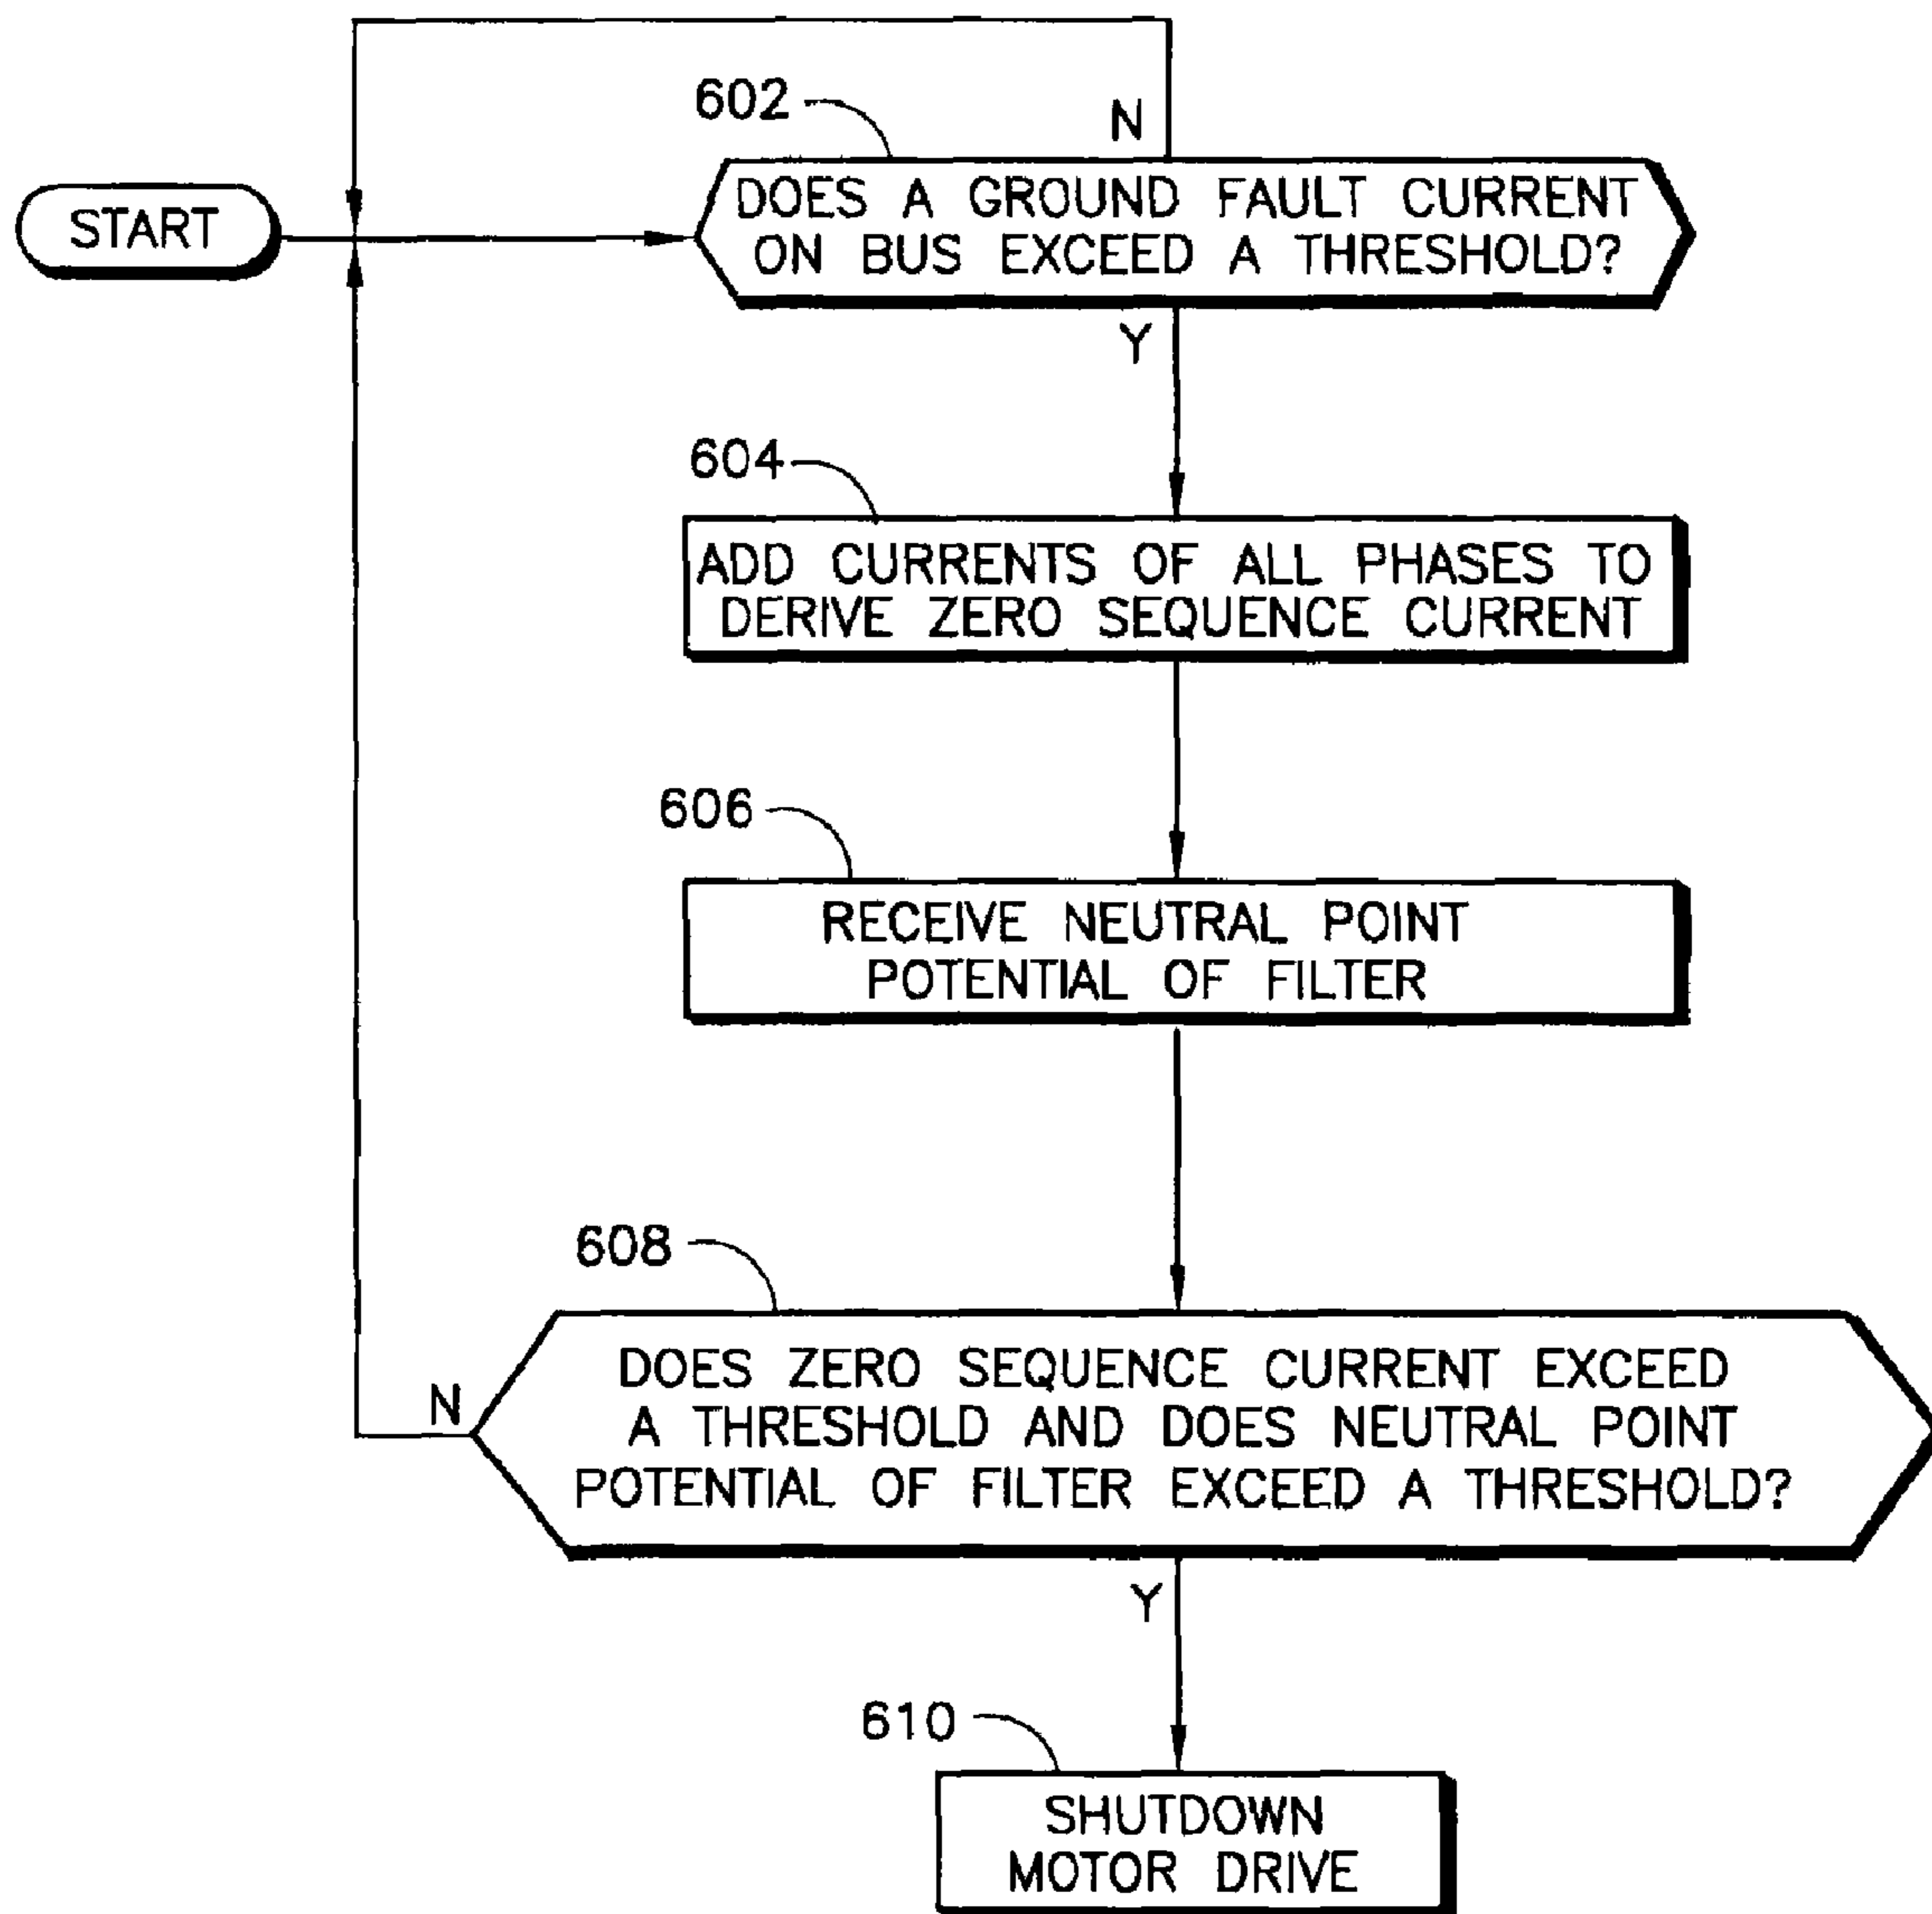 602
N
START
DOES A GROUND FAULT CURRENT
ON BUS EXCEED A THRESHOLD?
Y
604
ADD CURRENTS OF ALL PHASES TO
DERIVE ZERO SEQUENCE CURRENT
606
RECEIVE NEUTRAL POINT
POTENTIAL OF FILTER
608
N
DOES ZERO SEQUENCE CURRENT EXCEED
A THRESHOLD AND DOES NEUTRAL POINT
POTENTIAL OF FILTER EXCEED A THRESHOLD?
Y
610
SHUTDOWN
MOTOR DRIVE